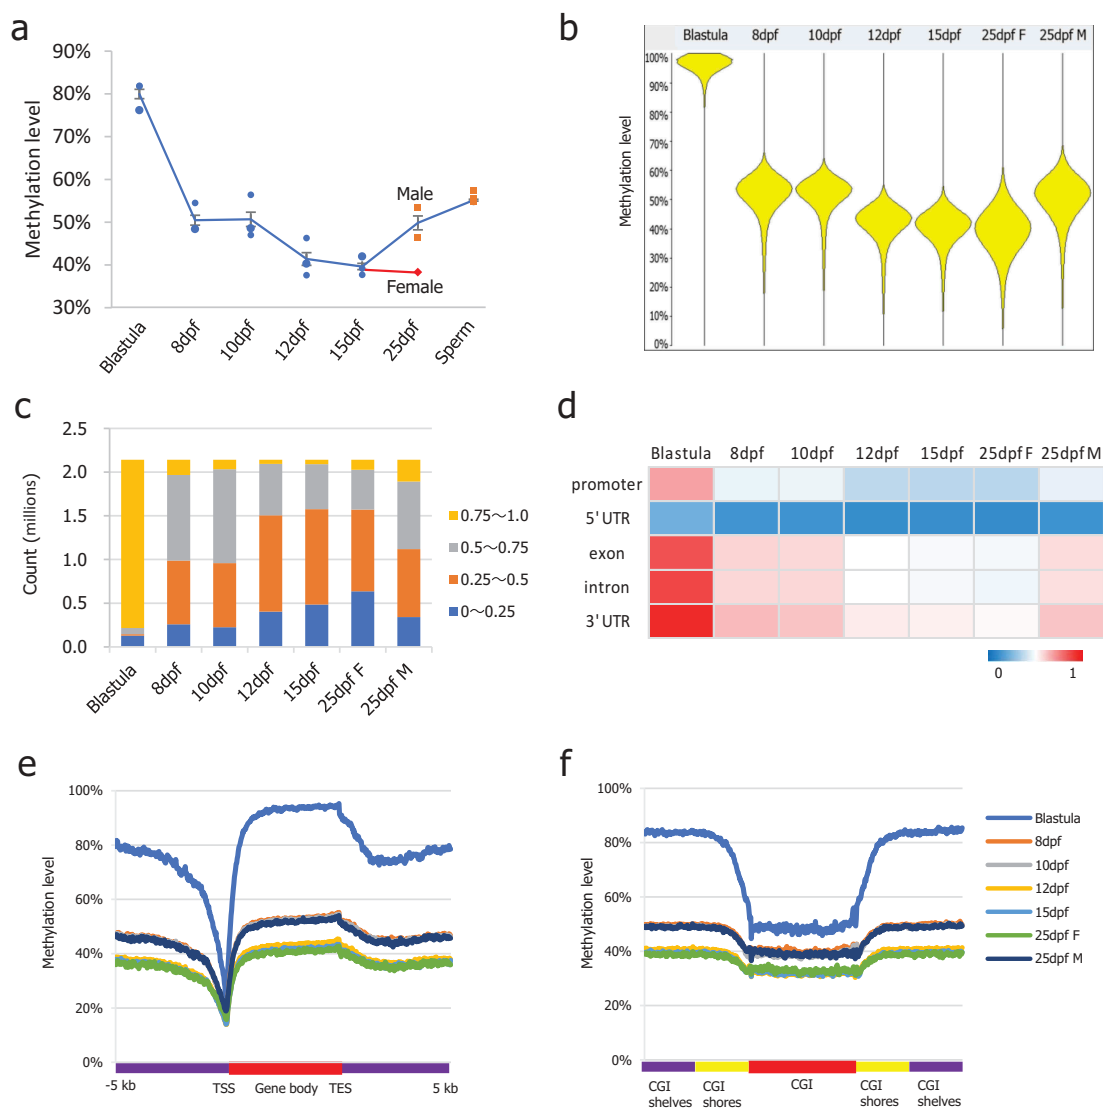 a
90%
80%
70%
60%
50%
40%
30%
Methylation level
Male
Female
Blastula
8dpf
10dpf
12dpf
15dpf
25dpf
Sperm
b
Blastula 8dpf 10dpf 12dpf 15dpf 25dpf F 25dpf M
100%
90%
80%
70%
60%
50%
40%
30%
20%
10%
0%
Methylation level
c
2.5
2.0
1.5
1.0
0.5
0.0
Count (millions)
0.75～1.0
0.5～0.75
0.25～0.5
0～0.25
Blastula
8dpf
10dpf
12dpf
15dpf
25dpf F
25dpf M
d
Blastula 8dpf 10dpf 12dpf 15dpf 25dpf F 25dpf M
promoter
5'UTR
exon
intron
3'UTR
0 1
e
100%
80%
60%
40%
20%
0%
Methylation level
-5 kb TSS Gene body TES 5 kb
f
100%
80%
60%
40%
20%
0%
Methylation level
CGI shelves
CGI shores
CGI
CGI shores
CGI shelves
Blastula
8dpf
10dpf
12dpf
15dpf
25dpf F
25dpf M